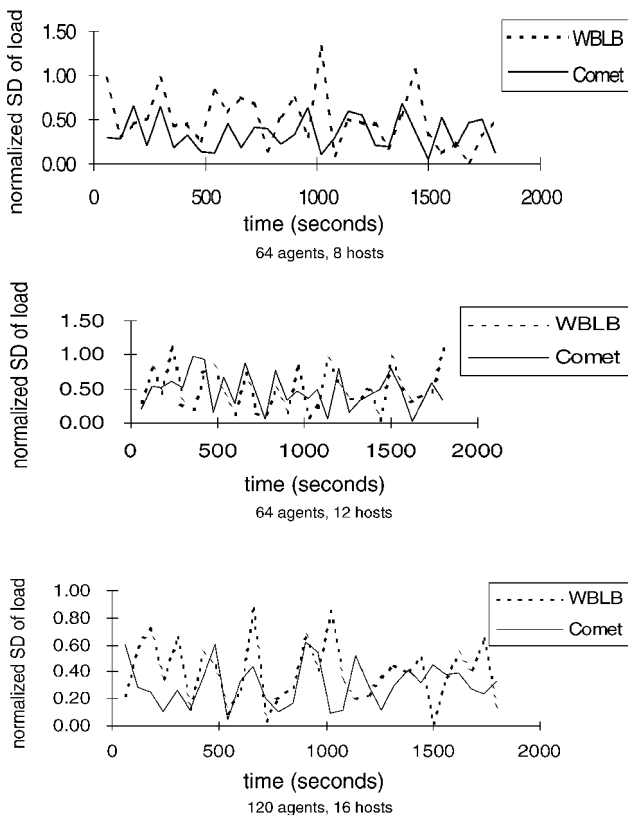 normalized SD of load
1.50
1.00
0.50
0.00
0
500
1000
1500
2000
time (seconds)
64 agents, 8 hosts
WBLB
Comet
normalized SD of load
1.50
1.00
0.50
0.00
0
500
1000
1500
2000
time (seconds)
64 agents, 12 hosts
WBLB
Comet
normalized SD of load
1.00
0.80
0.60
0.40
0.20
0.00
0
500
1000
1500
2000
time (seconds)
120 agents, 16 hosts
WBLB
Comet